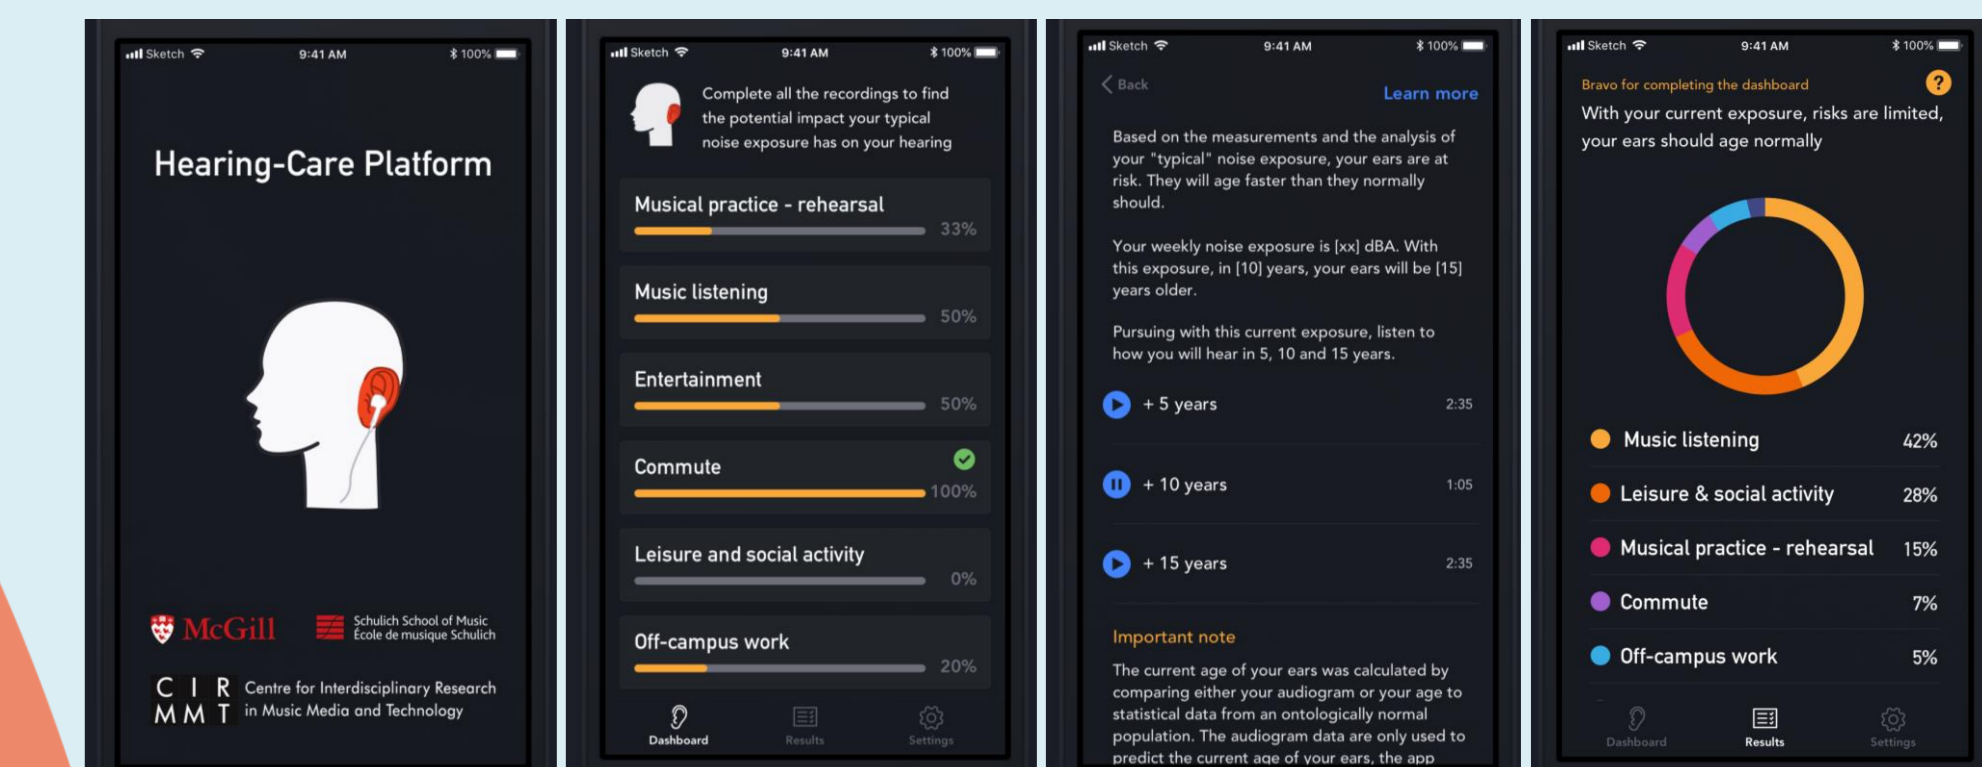 Sketch 9:41 AM 100%
Hearing-Care Platform
McGill
Schulich School of Music
École de musique Schulich
C I R
M M T
Centre for Interdisciplinary Research
in Music Media and Technology
Sketch 9:41 AM 100%
Complete all the recordings to find
the potential impact your typical
noise exposure has on your hearing
Musical practice - rehearsal
33%
Music listening
50%
Entertainment
50%
Commute
100%
Leisure and social activity
0%
Off-campus work
20%
Dashboard Results Settings
Sketch 9:41 AM 100%
Back
Learn more
Based on the measurements and the analysis of
your "typical" noise exposure, your ears are at
risk. They will age faster than they normally
should.
Your weekly noise exposure is [xx] dBA. With
this exposure, in [10] years, your ears will be [15]
years older.
Pursuing with this current exposure, listen to
how you will hear in 5, 10 and 15 years.
+ 5 years 2:35
+ 10 years 1:05
+ 15 years 2:35
Important note
The current age of your ears was calculated by
comparing either your audiogram or your age to
statistical data from an ontologically normal
population. The audiogram data are only used to
predict the current age of your ears, the app
Sketch 9:41 AM 100%
Bravo for completing the dashboard
?
With your current exposure, risks are limited,
your ears should age normally
Music listening 42%
Leisure & social activity 28%
Musical practice - rehearsal 15%
Commute 7%
Off-campus work 5%
Dashboard Results Settings